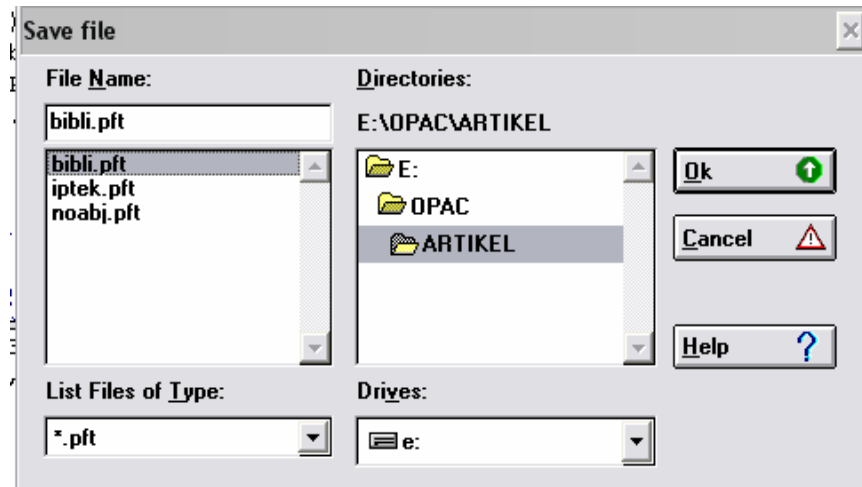 Save file
File Name:
bibli.pft
bibli.pft
iptek.pft
noabj.pft
List Files of Type:
*.pft
Directories:
E:\OPAC\ARTIKEL
E:
OPAC
ARTIKEL
Drives:
e:
Ok
Cancel
Help